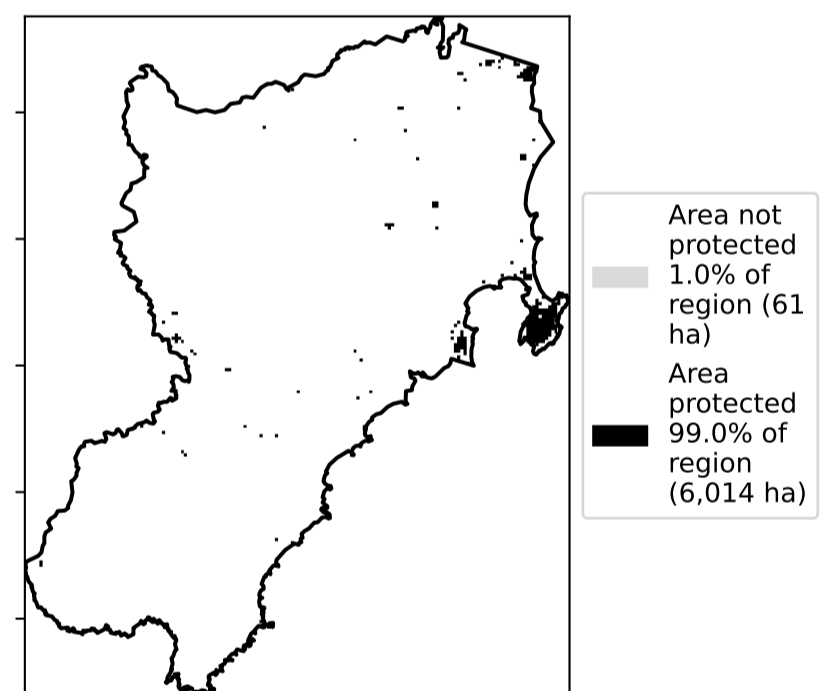 Area not
protected
1.0% of
region (61
ha)
Area
protected
99.0% of
region
(6,014 ha)